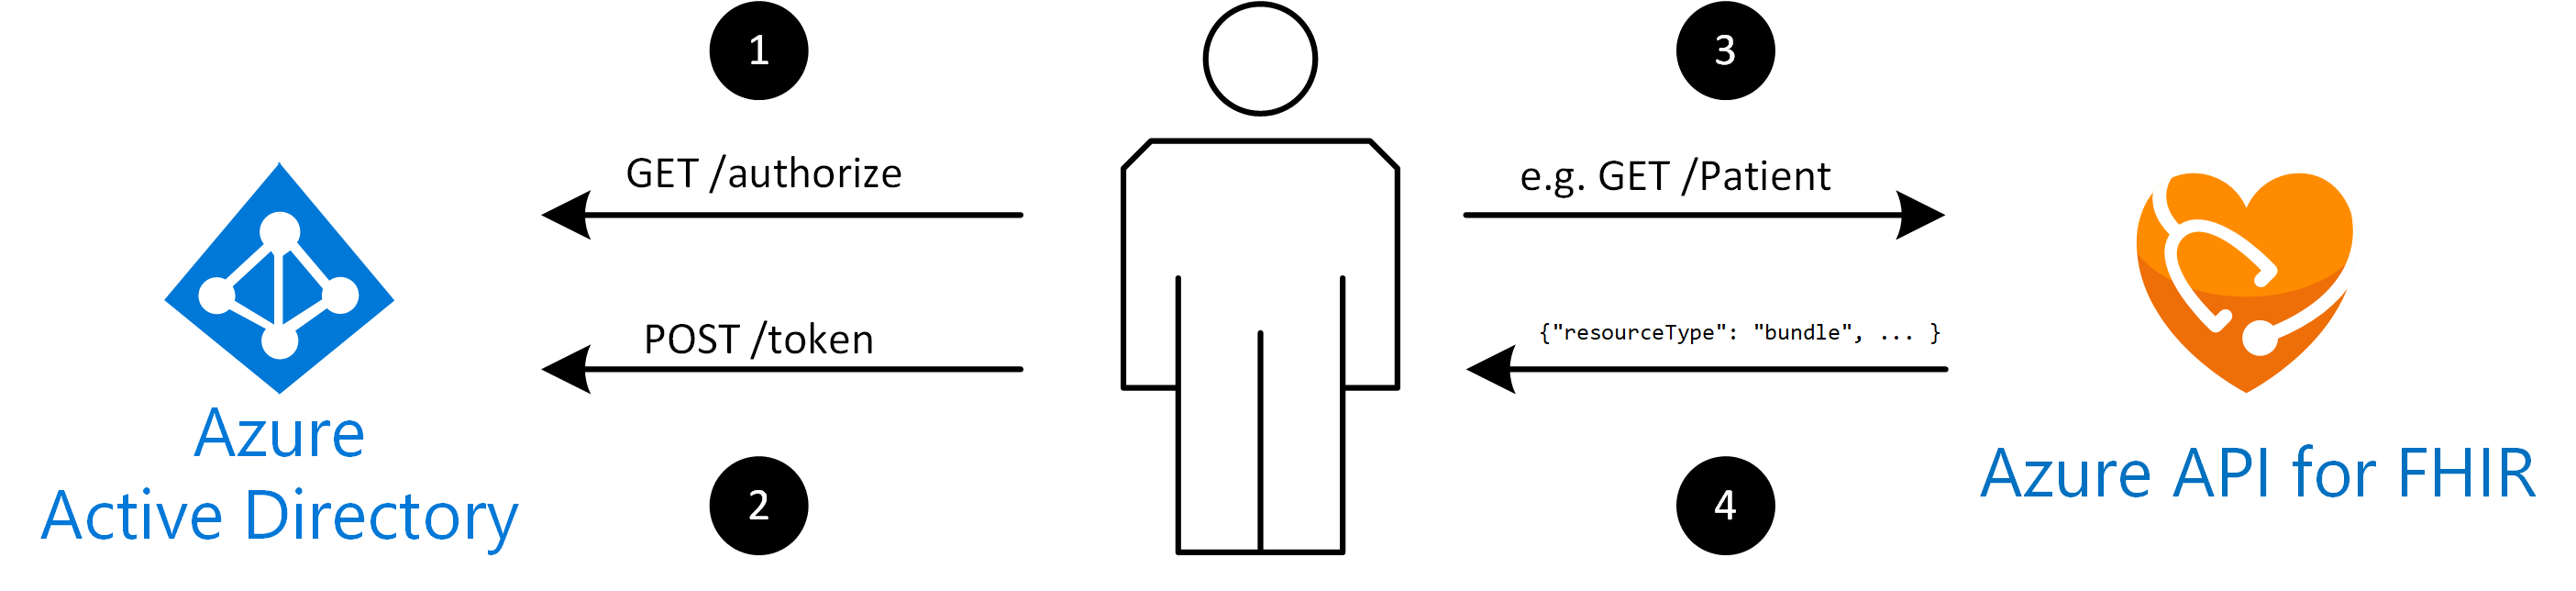 1
GET /authorize
POST /token
2
Azure
Active Directory
3
e.g. GET /Patient
{"resourceType": "bundle", ... }
4
Azure API for FHIR